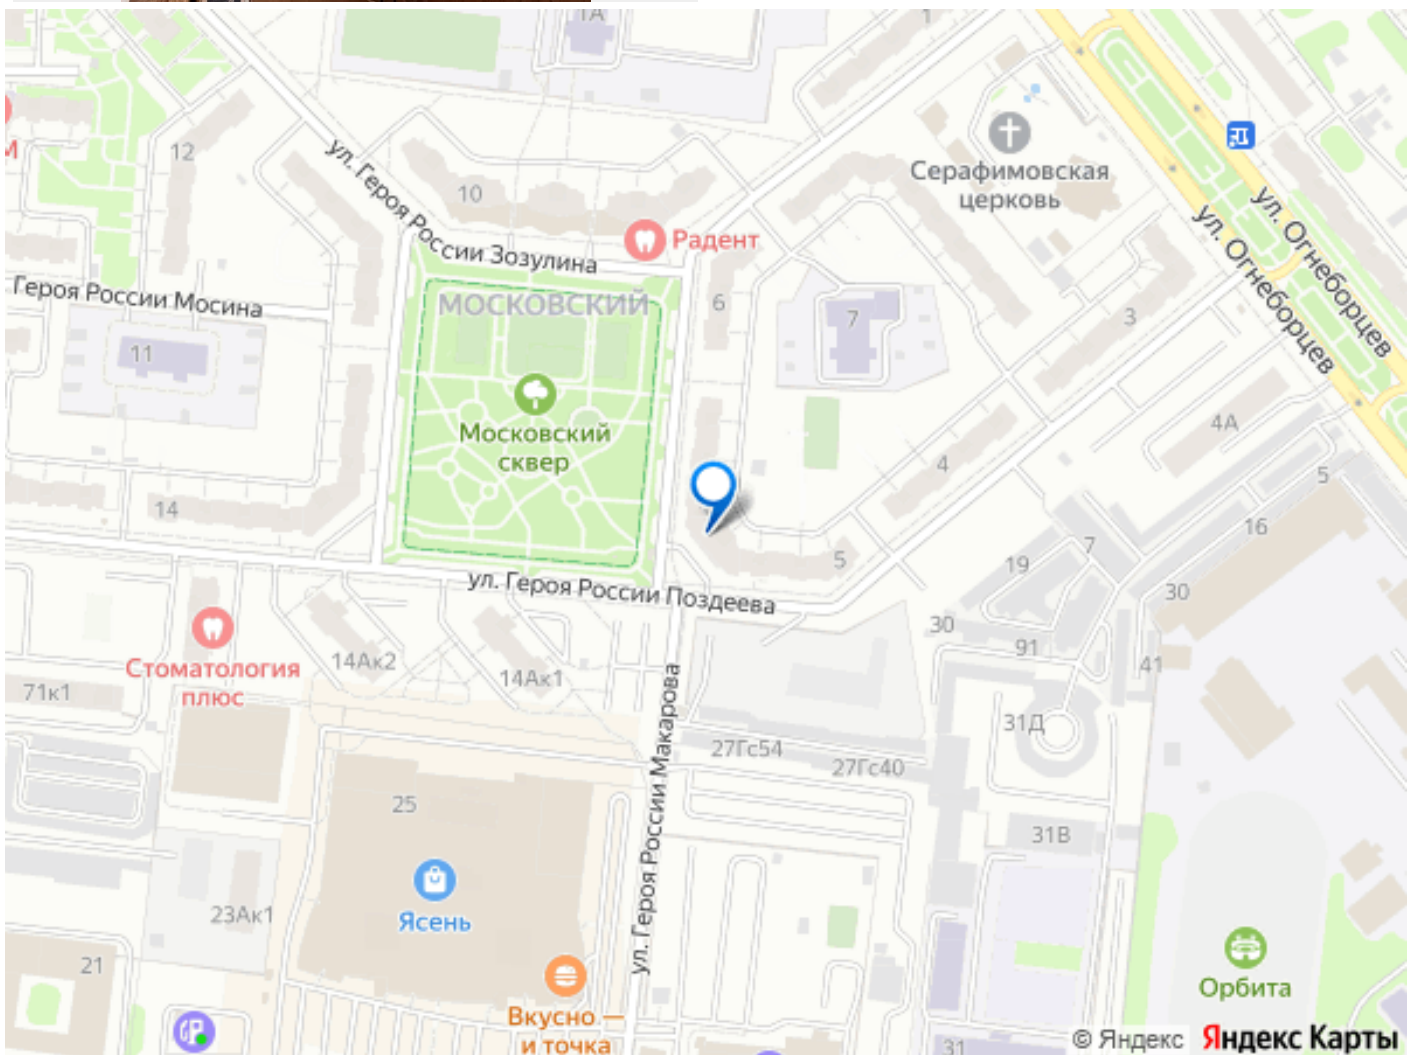 1А
1
12
М
ул. Героя России Зозулина
10
Серафимовская
церковь
ул. Огнеборцев
ул. Огнеборцев
Радент
Героя России Мосина
МОСКОВСКИЙ
6
7
3
11
Московский
сквер
4А
4
5
14
16
7
19
5
ул. Героя России Поздеева
30
30
91
41
14Ак2
14Ак1
Стоматология
плюс
71к1
ул. Героя России Макарова
31Д
27Гс54
27Гс40
25
31В
Ясень
23Ак1
21
Орбита
Вкусно —
и точка
31
© Яндекс Яндекс Карты